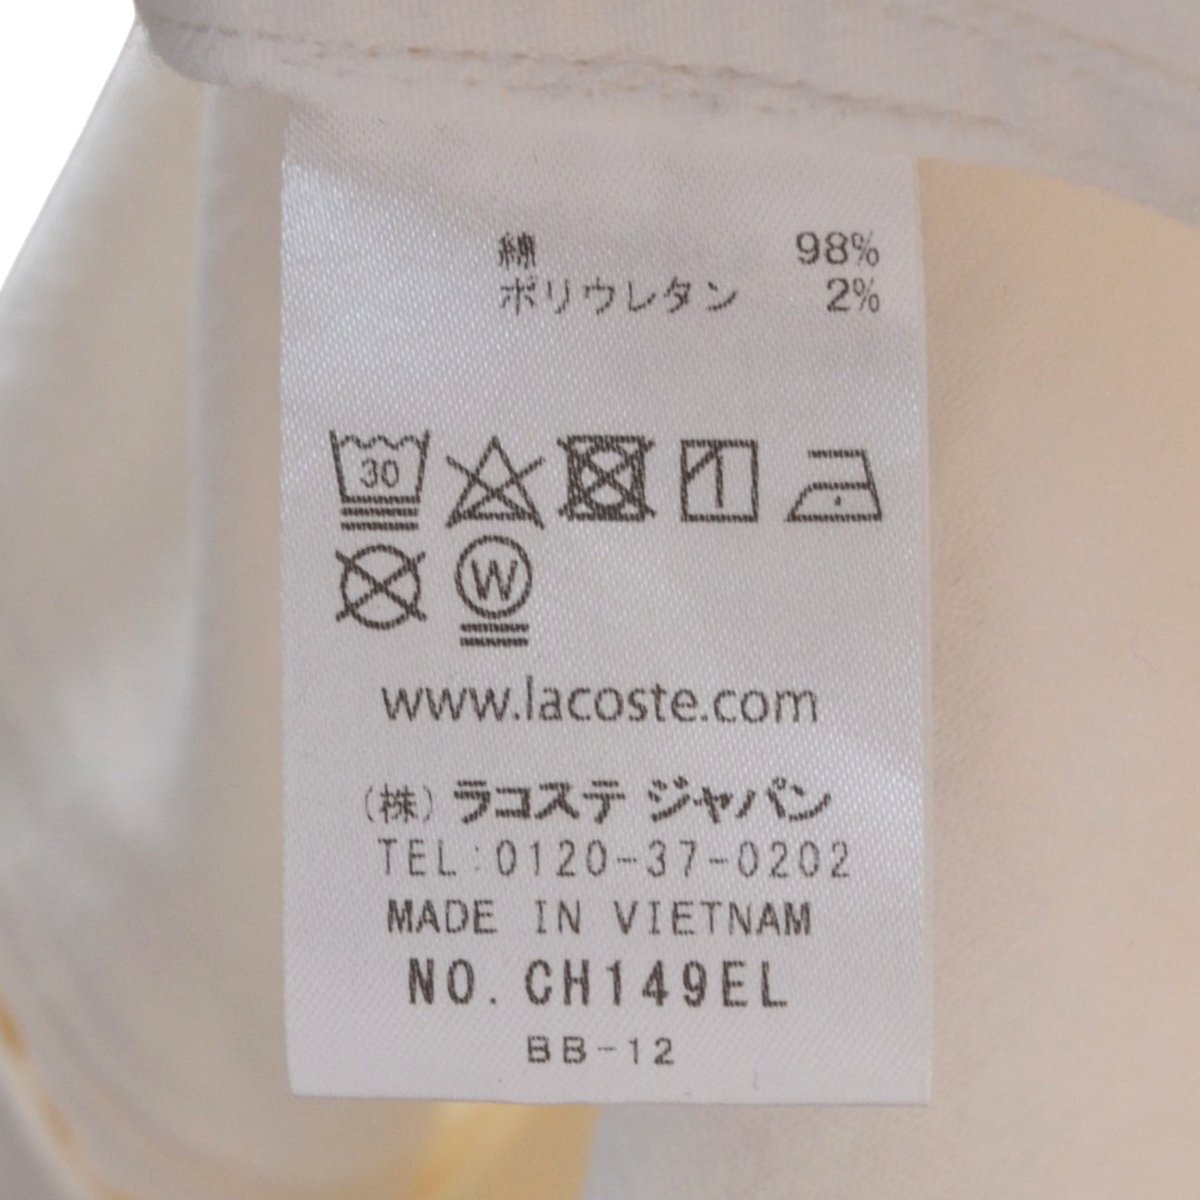 綿 98%
ポリウレタン 2%
30
W
www.lacoste.com
(株) ラコステ ジャパン
TEL:0120-37-0202
MADE IN VIETNAM
NO. CH149EL
BB-12